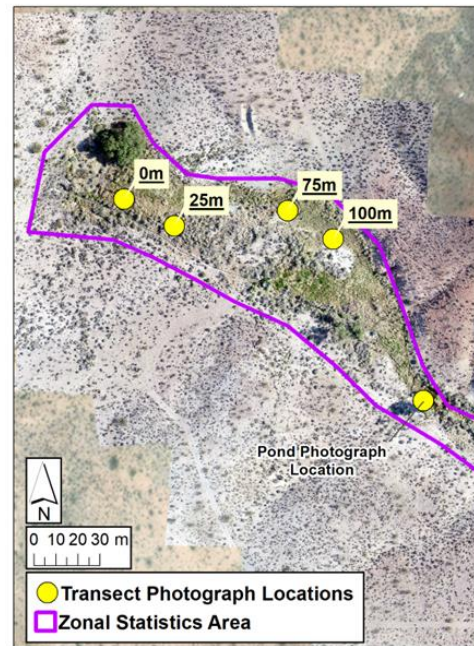 0m
25m
75m
100m
Pond Photograph
Location
N
0 10 20 30 m
Transect Photograph Locations
Zonal Statistics Area